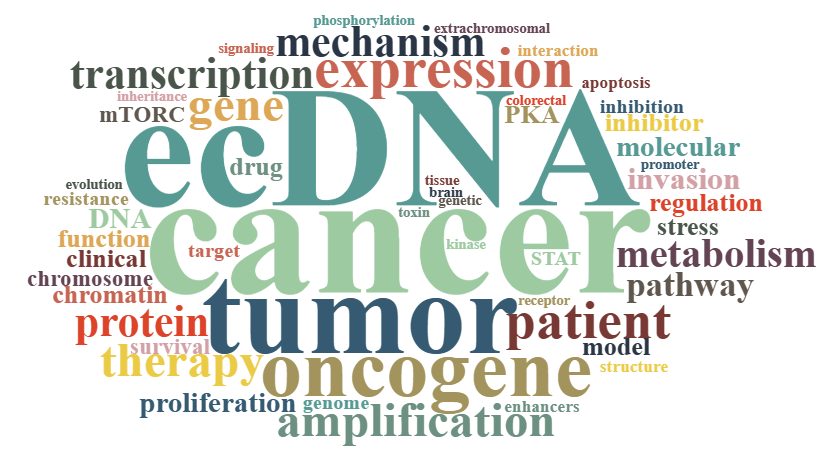 phosphorylation
extrachromosomal
signaling
mechanism
interaction
transcription
expression
apoptosis
inheritance
colorectal
mTORC
gene
PKA
inhibition
inhibitor
ecDNA
molecular
drug
promoter
tissue
invasion
evolution
brain
resistance
genetic
regulation
DNA
toxin
stress
function
cancer
kinase
clinical
target
STAT
metabolism
chromosome
pathway
chromatin
receptor
protein
tumor
patient
survival
model
therapy
oncogene
structure
proliferation
genome
enhancers
amplification